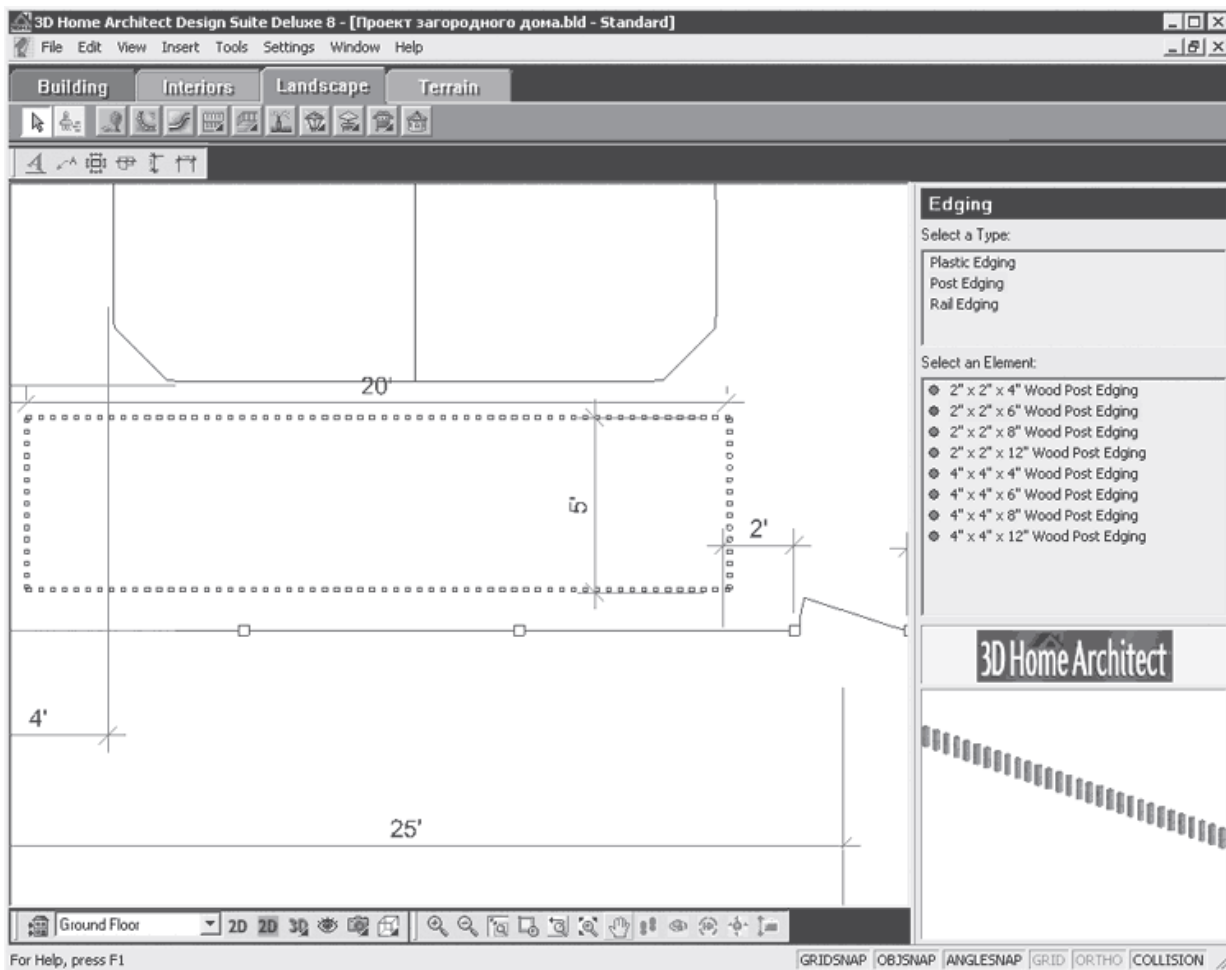 3D Home Architect Design Suite Deluxe 8 - [Проект загородного дома.bld - Standard]
File Edit View Insert Tools Settings Window Help
Building Interiors Landscape Terrain
Edging
Select a Type:
Plastic Edging
Post Edging
Rail Edging
Select an Element:
2" x 2" x 4" Wood Post Edging
2" x 2" x 6" Wood Post Edging
2" x 2" x 8" Wood Post Edging
2" x 2" x 12" Wood Post Edging
4" x 4" x 4" Wood Post Edging
4" x 4" x 6" Wood Post Edging
4" x 4" x 8" Wood Post Edging
4" x 4" x 12" Wood Post Edging
20'
5'
2'
3D Home Architect
4'
25'
Ground Floor 2D 2D 3D
For Help, press F1 GRIDSNAP OBJSNAP ANGLESNAP GRID ORTHO COLLISION